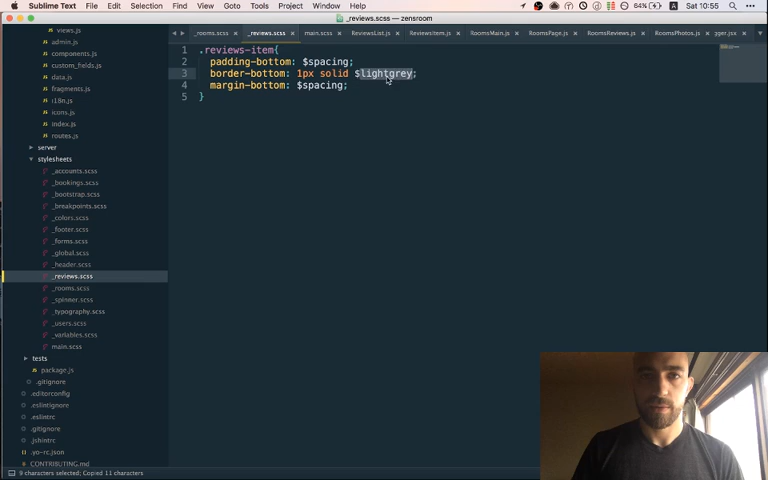 Sublime Text File Edit Selection Find View Goto Tools Project Window Help 64% A Sat 10:55
_reviews.scss — zensroom
_rooms.scss × _reviews.scss × main.scss × ReviewsList.js × ReviewsItem.js × RoomsMain.js × RoomsPage.js × RoomsReviews.js × RoomsPhotos.js × gger.jsx ×
views.js
admin.js
components.js
custom_fields.js
data.js
fragments.js
i18n.js
icons.js
index.js
routes.js
server
stylesheets
_accounts.scss
_bookings.scss
_bootstrap.scss
_breakpoints.scss
_colors.scss
_footer.scss
_forms.scss
_global.scss
_header.scss
_reviews.scss
_rooms.scss
_spinner.scss
_typography.scss
_users.scss
_variables.scss
main.scss
tests
package.js
.gitignore
.editorconfig
.eslintignore
.eslintrc
.gitignore
.jshintrc
.yo-rc.json
CONTRIBUTING.md
1 .reviews-item{
2 padding-bottom: $spacing;
3 border-bottom: 1px solid $lightgrey;
4 margin-bottom: $spacing;
5 }
9 characters selected; Copied 11 characters